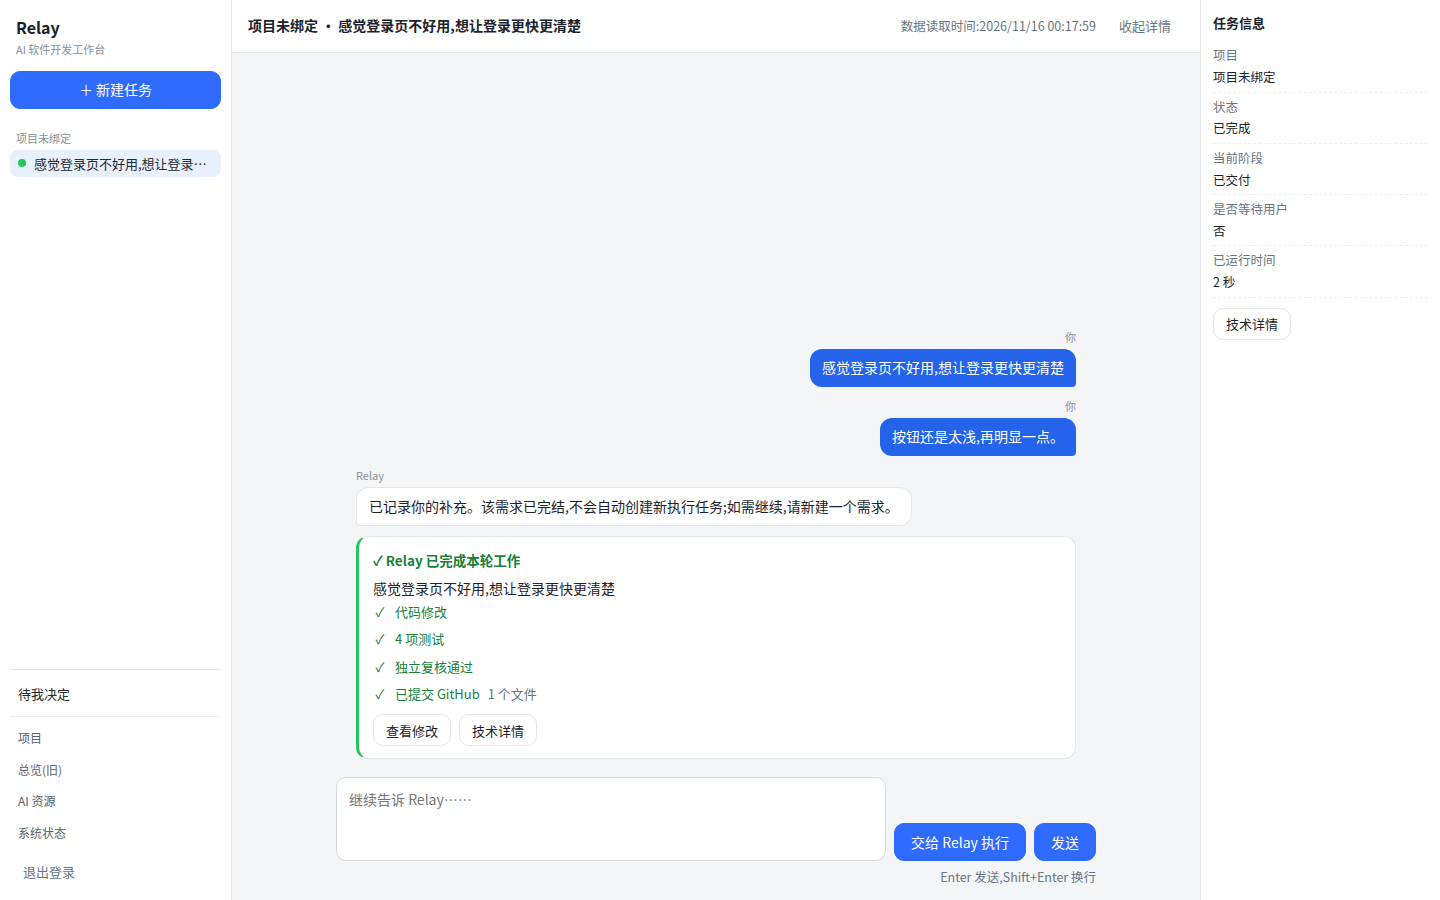 Relay
AI 软件开发工作台
＋ 新建任务
项目未绑定
感觉登录页不好用,想让登录…
待我决定
项目
总览(旧)
AI 资源
系统状态
退出登录
项目未绑定 · 感觉登录页不好用,想让登录更快更清楚
数据读取时间:2026/11/16 00:17:59
收起详情
你
感觉登录页不好用,想让登录更快更清楚
你
按钮还是太浅,再明显一点。
Relay
已记录你的补充。该需求已完结,不会自动创建新执行任务;如需继续,请新建一个需求。
✓ Relay 已完成本轮工作
感觉登录页不好用,想让登录更快更清楚
✓ 代码修改
✓ 4 项测试
✓ 独立复核通过
✓ 已提交 GitHub 1 个文件
查看修改
技术详情
继续告诉 Relay……
交给 Relay 执行
发送
Enter 发送,Shift+Enter 换行
任务信息
项目
项目未绑定
状态
已完成
当前阶段
已交付
是否等待用户
否
已运行时间
2 秒
技术详情